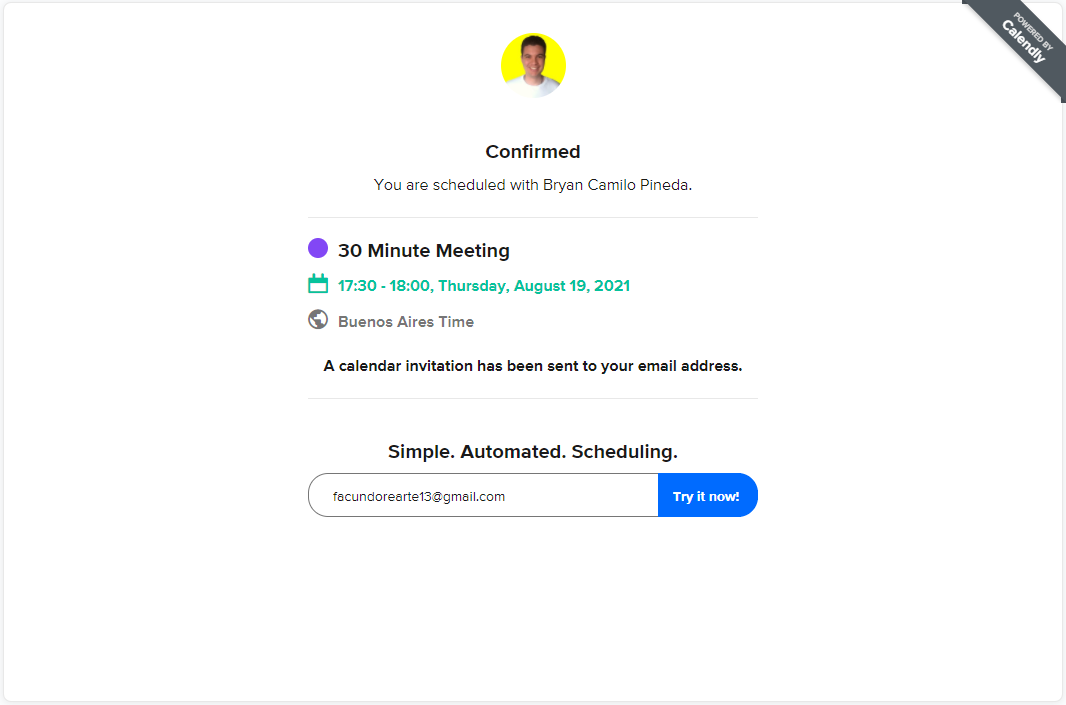 POWERED BY
Calendly
Confirmed
You are scheduled with Bryan Camilo Pineda.
30 Minute Meeting
17:30 - 18:00, Thursday, August 19, 2021
Buenos Aires Time
A calendar invitation has been sent to your email address.
Simple. Automated. Scheduling.
facundorearte13@gmail.com
Try it now!